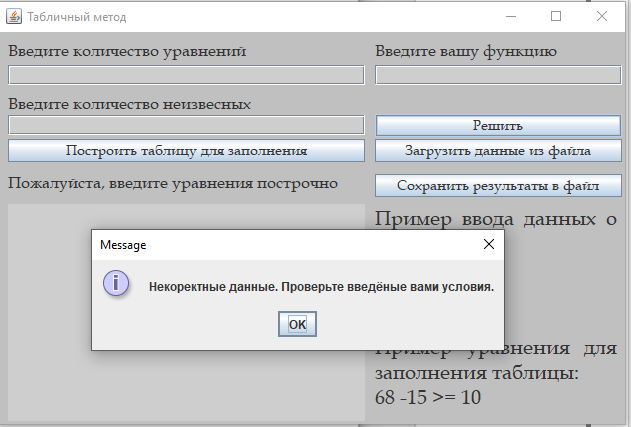 Табличный метод
Введите количество уравнений
Введите вашу функцию
Введите количество неизвесных
Решить
Построить таблицу для заполнения
Загрузить данные из файла
Пожалуйста, введите уравнения построчно
Сохранить результаты в файл
Пример ввода данных о
Message
Некоректные данные. Проверьте введёные вами условия.
OK
Пример уравнения для
заполнения таблицы:
68 -15 >= 10